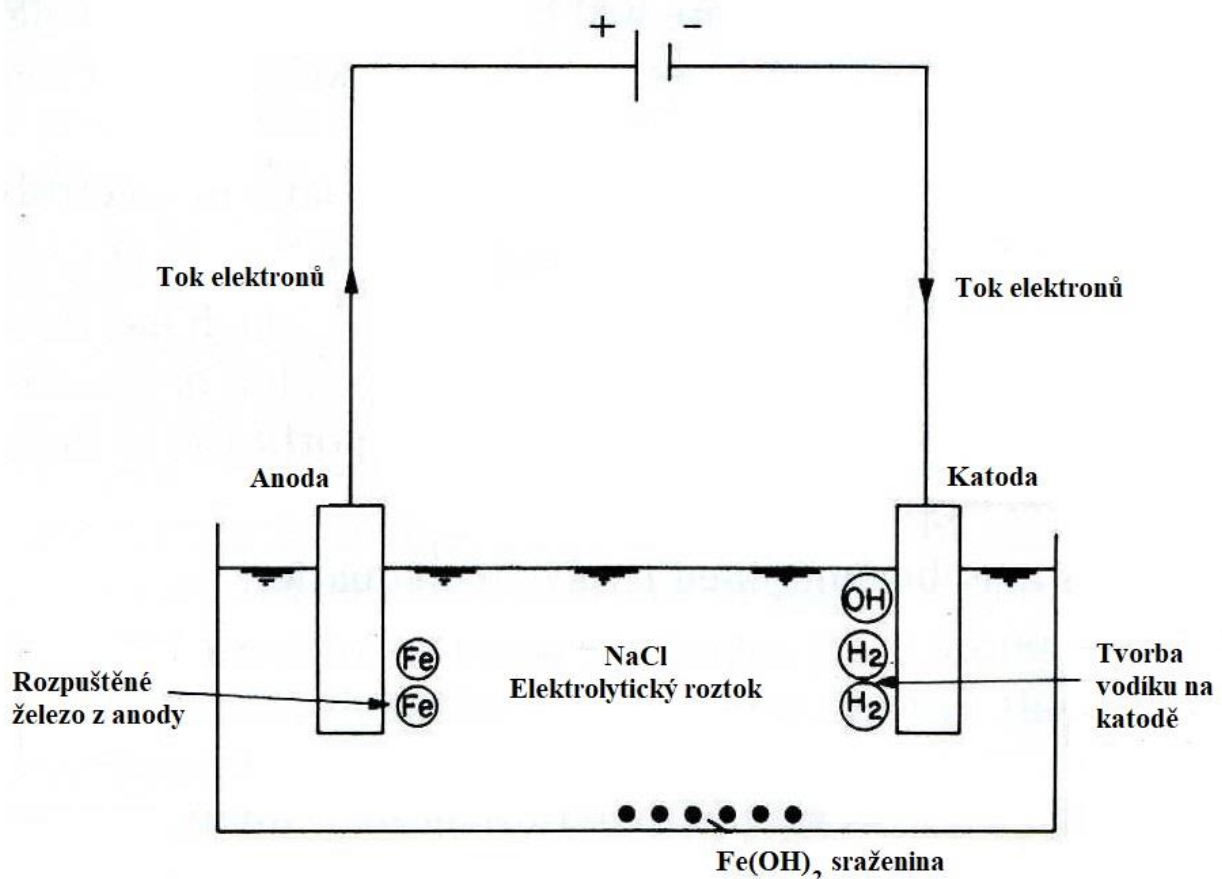 + −
Tok elektronů
Tok elektronů
Anoda
Katoda
OH
Fe
H2
Fe
H2
NaCl
Elektrolytický roztok
Rozpuštěné
železo z anody
Tvorba
vodíku na
katodě
Fe(OH)2 sraženina